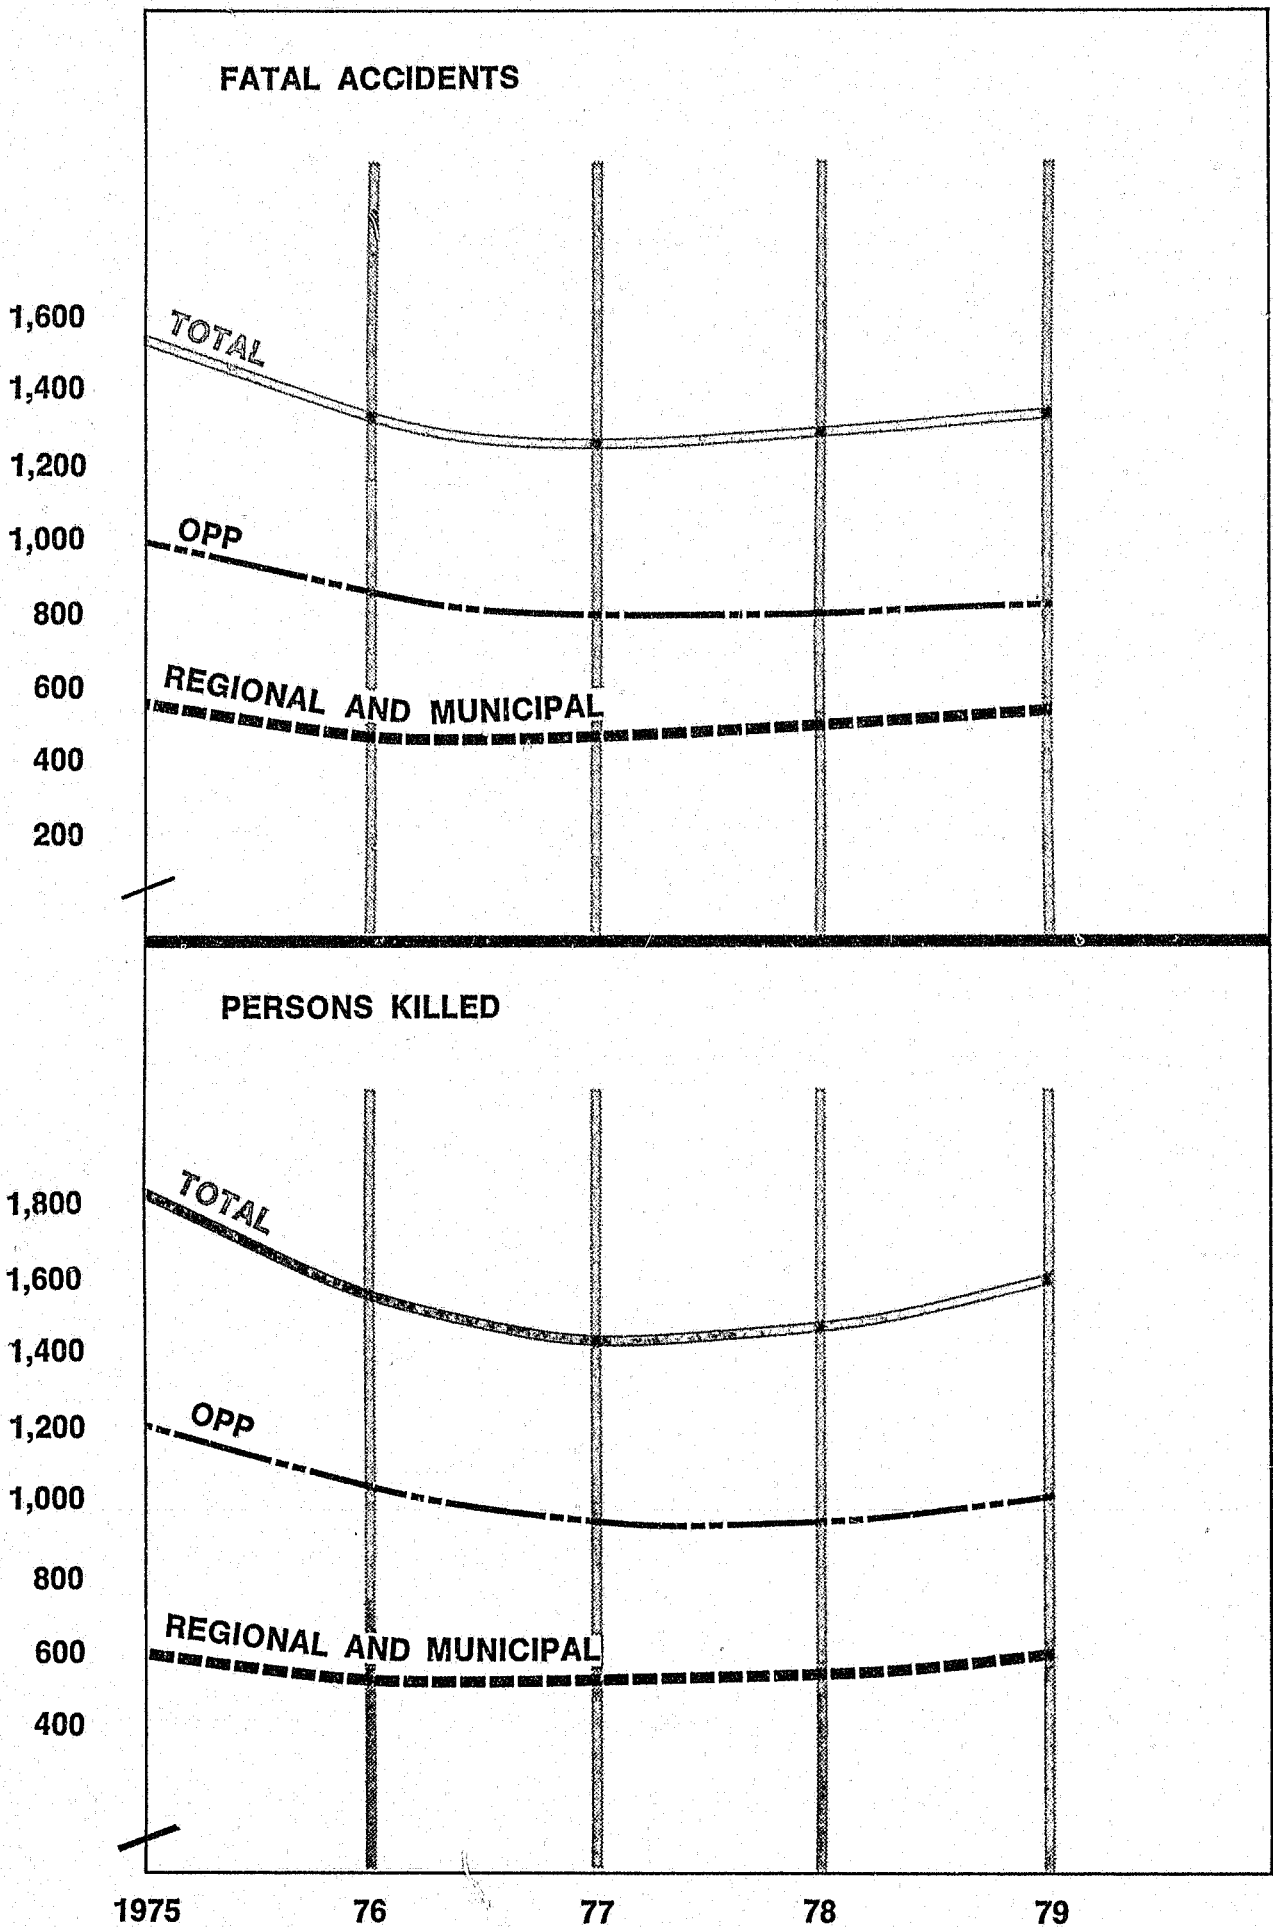 FATAL ACCIDENTS
1,600
TOTAL
1,400
1,200
1,000
OPP
800
600
REGIONAL AND MUNICIPAL
400
200
PERSONS KILLED
1,800
TOTAL
1,600
1,400
1,200
OPP
1,000
800
600
REGIONAL AND MUNICIPAL
400
1975 76 77 78 79